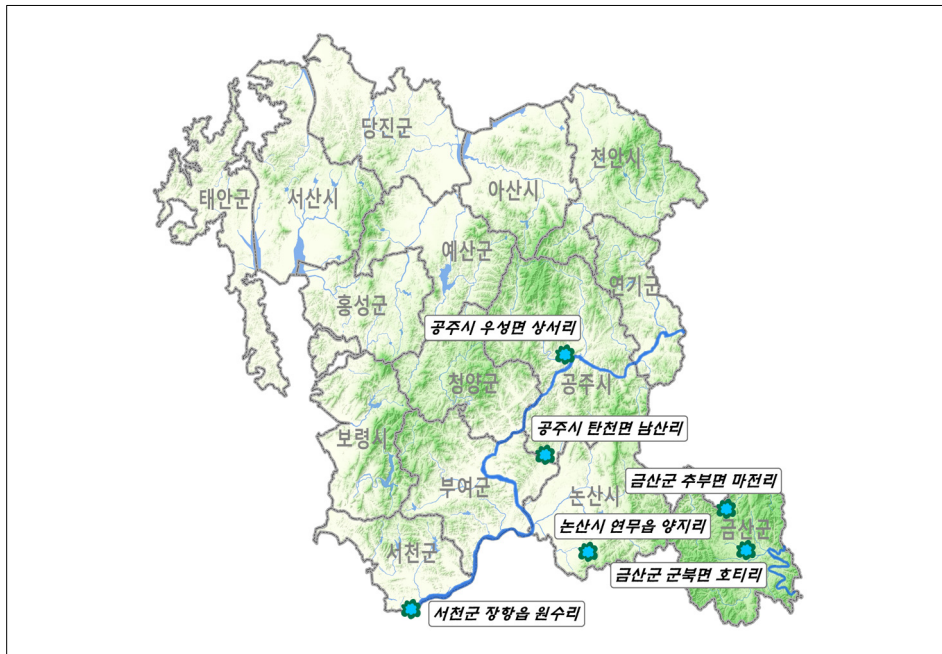 당진군
천안시
태안군
서산시
아산시
예산군
연기군
홍성군
공주시 우성면 상서리
청양군
공주시
보령시
공주시 탄천면 남산리
부여군
논산시
금산군 추부면 마전리
논산시 연무읍 양지리
금산군
서천군
금산군 군북면 호티리
서천군 장항읍 원수리